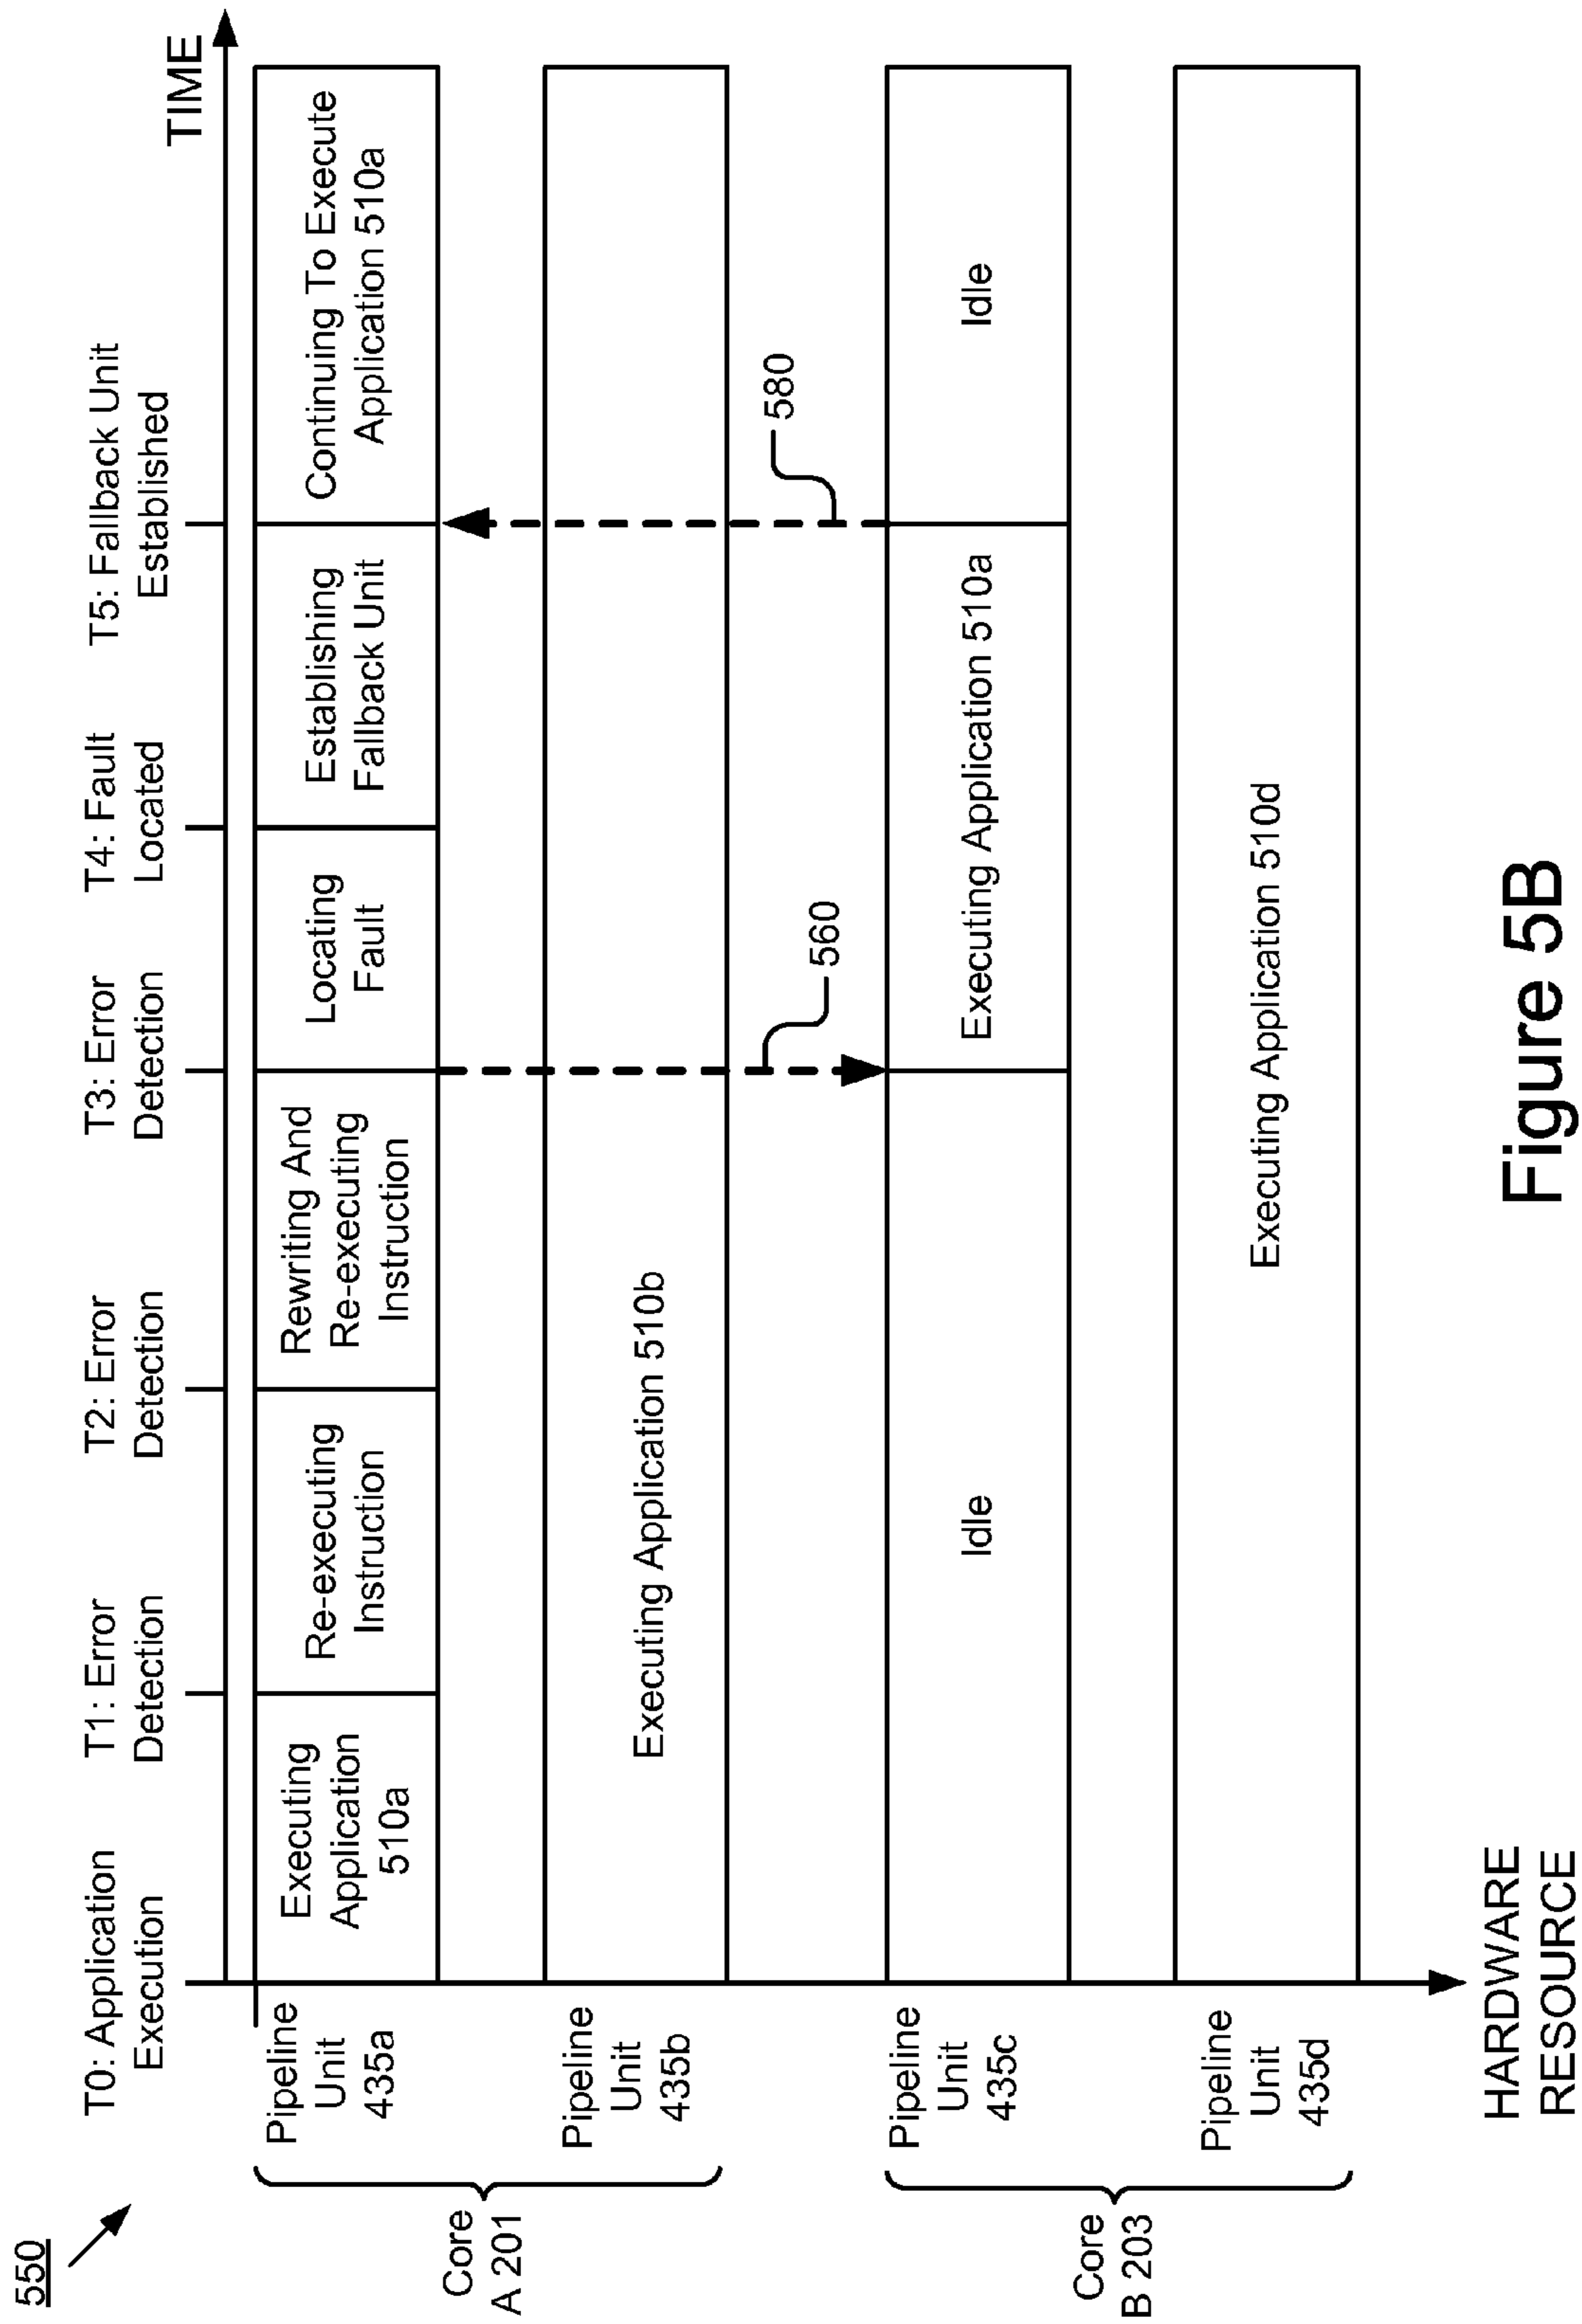 550
TIME
T0: Application
Execution
T1: Error
Detection
T2: Error
Detection
T3: Error
Detection
T4: Fault
Located
T5: Fallback Unit
Established
Core
A 201
Pipeline
Unit
435a
Executing
Application
510a
Re-executing
Instruction
Rewriting And
Re-executing
Instruction
Locating
Fault
Establishing
Fallback Unit
Continuing To Execute
Application 510a
Pipeline
Unit
435b
Executing Application 510b
560
580
Core
B 203
Pipeline
Unit
435c
Idle
Executing Application 510a
Idle
Pipeline
Unit
435d
Executing Application 510d
HARDWARE
RESOURCE
Figure 5B